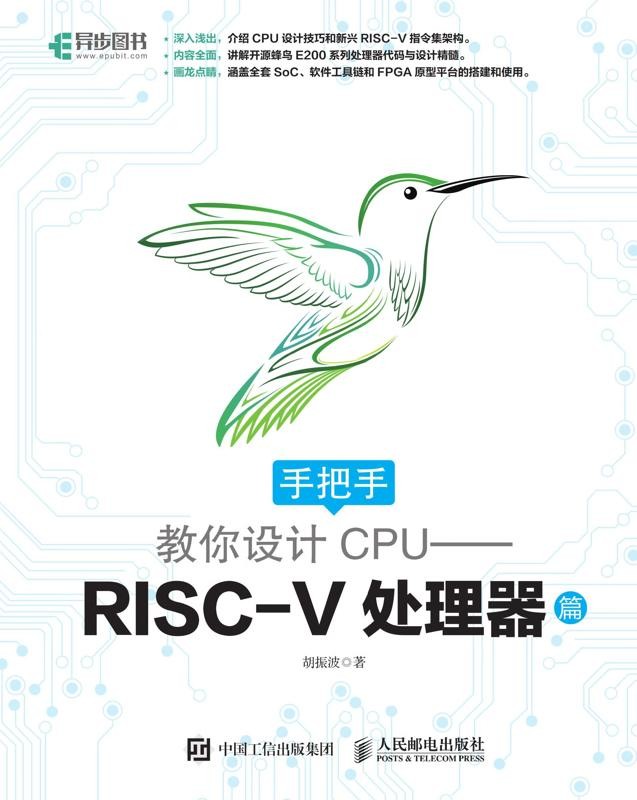 异步图书
www.epubit.com
★ 深入浅出，介绍 CPU 设计技巧和新兴 RISC-V 指令集架构。
★ 内容全面，讲解开源蜂鸟 E200 系列处理器代码与设计精髓。
★ 画龙点睛，涵盖全套 SoC、软件工具链和 FPGA 原型平台的搭建和使用。
手把手
教你设计 CPU——
RISC-V 处理器 篇
胡振波◎著
中国工信出版集团
人民邮电出版社
POSTS & TELECOM PRESS